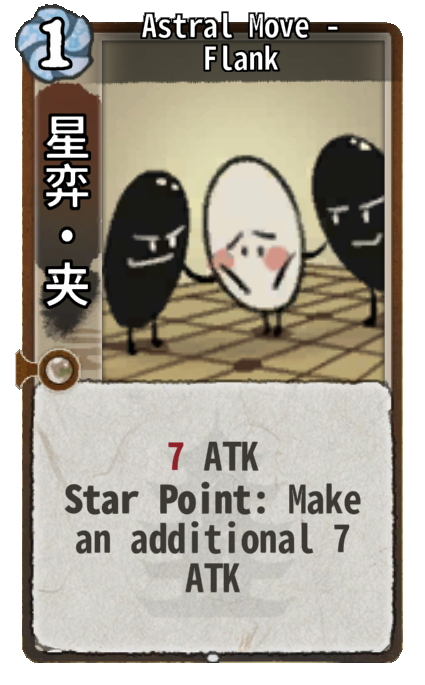 1
Astral Move -
Flank
星弈·夹
7 ATK
Star Point: Make
an additional 7
ATK